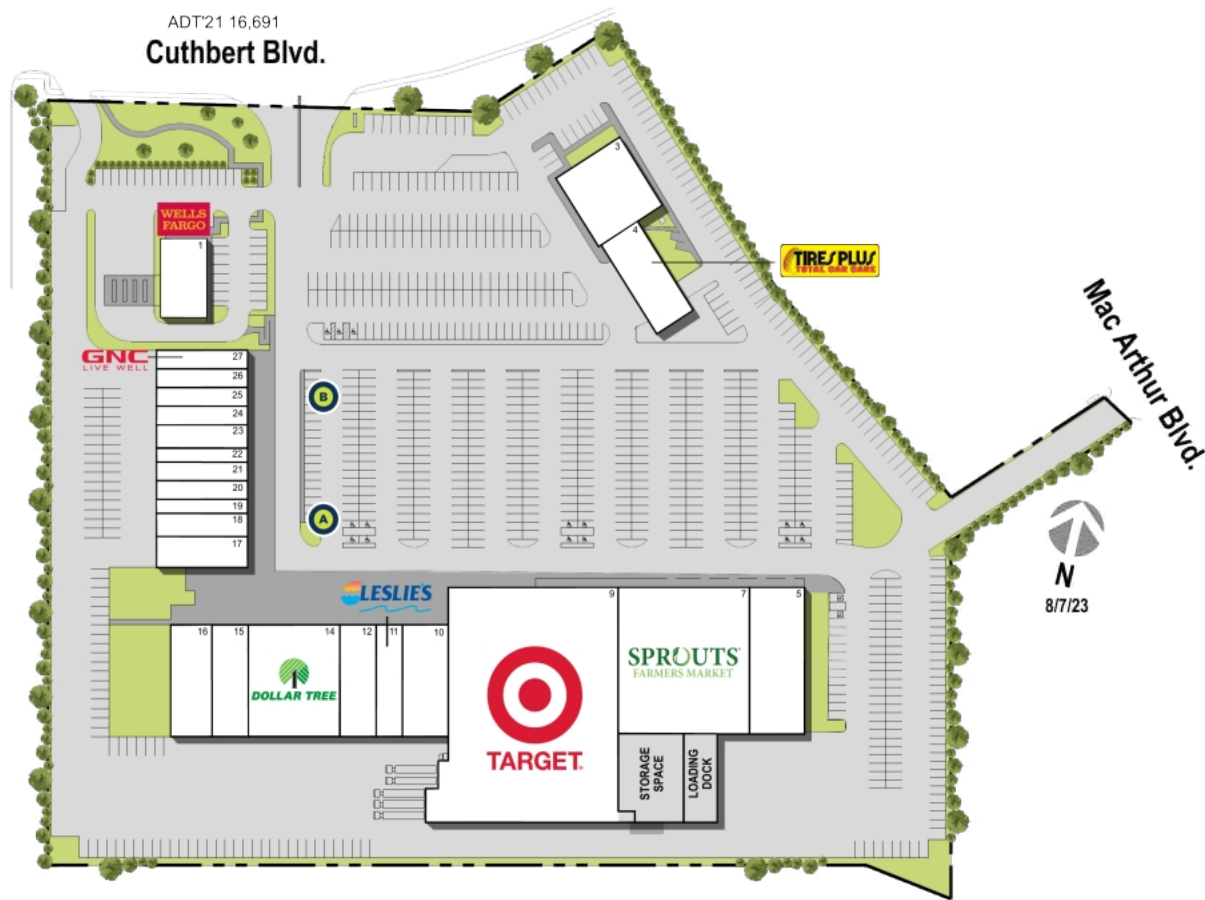 ADT'21 16,691
Cuthbert Blvd.
3
WELLS
FARGO
4
1
TIRES PLUS
TOTAL CAR CARE
Mac Arthur Blvd.
GNC
LIVE WELL
27
26
25
B
24
23
22
21
20
19
A
18
17
N
8/7/23
LESLIE'S
9
7
5
16
15
14
12
11
10
SPROUTS
FARMERS MARKET
DOLLAR TREE
TARGET
STORAGE
SPACE
LOADING
DOCK